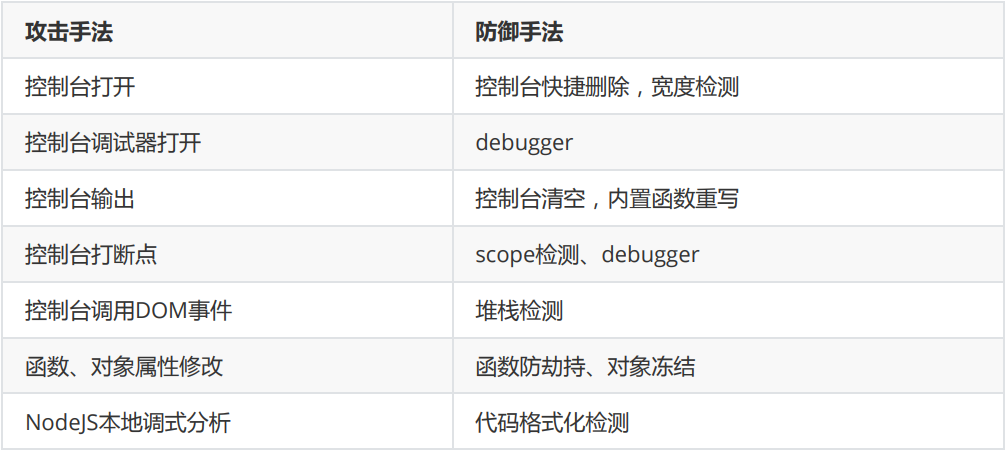 攻击手法 防御手法
控制台打开 控制台快捷删除，宽度检测
控制台调试器打开 debugger
控制台输出 控制台清空，内置函数重写
控制台打断点 scope检测、debugger
控制台调用DOM事件 堆栈检测
函数、对象属性修改 函数防劫持、对象冻结
NodeJS本地调式分析 代码格式化检测